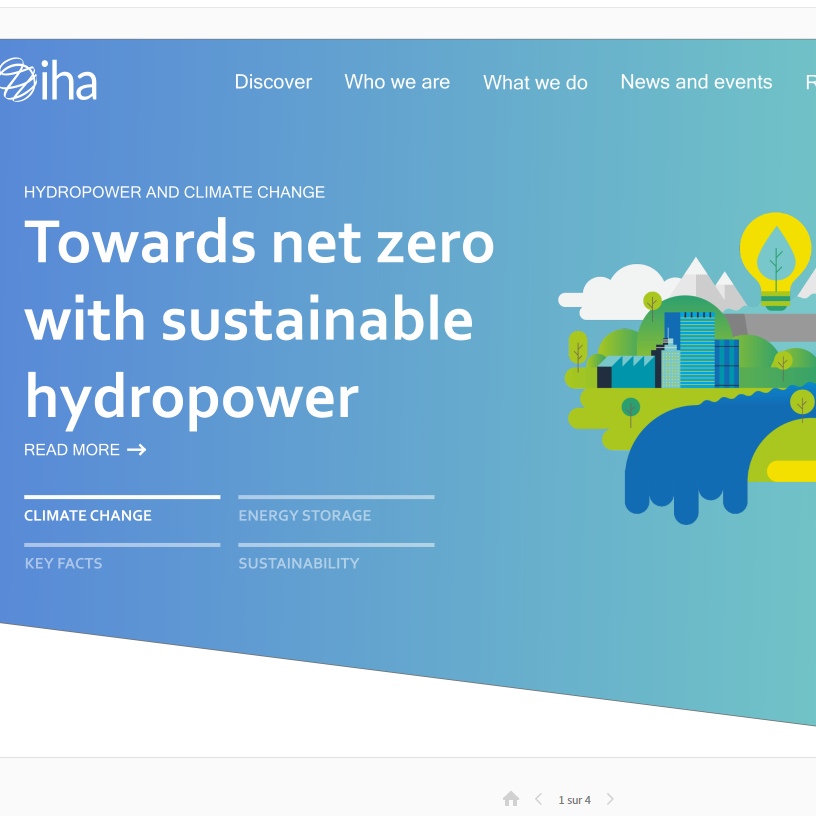 iha
Discover Who we are What we do News and events R
HYDROPOWER AND CLIMATE CHANGE
Towards net zero
with sustainable
hydropower
READ MORE
CLIMATE CHANGE ENERGY STORAGE
KEY FACTS SUSTAINABILITY
1 sur 4